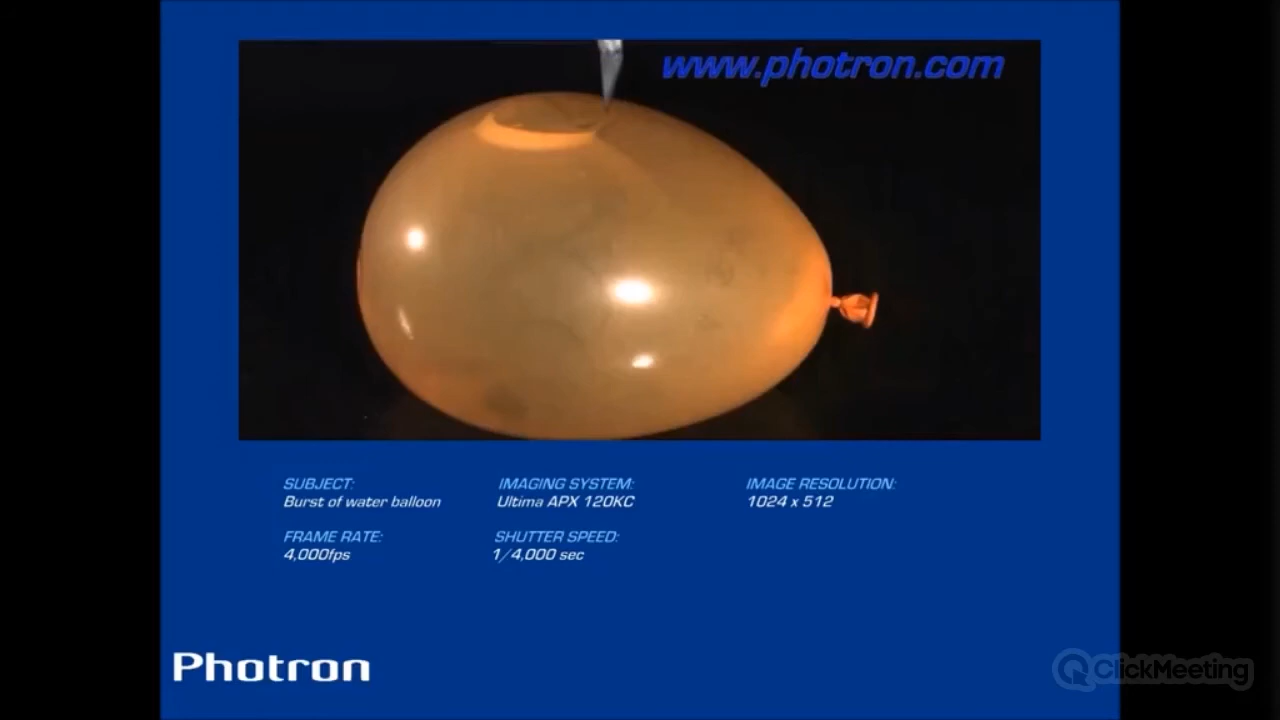 www.photron.com
SUBJECT:
Burst of water balloon
IMAGING SYSTEM:
Ultima APX 120KC
IMAGE RESOLUTION:
1024 x 512
FRAME RATE:
4,000fps
SHUTTER SPEED:
1/4,000 sec
Photron
ClickMeeting